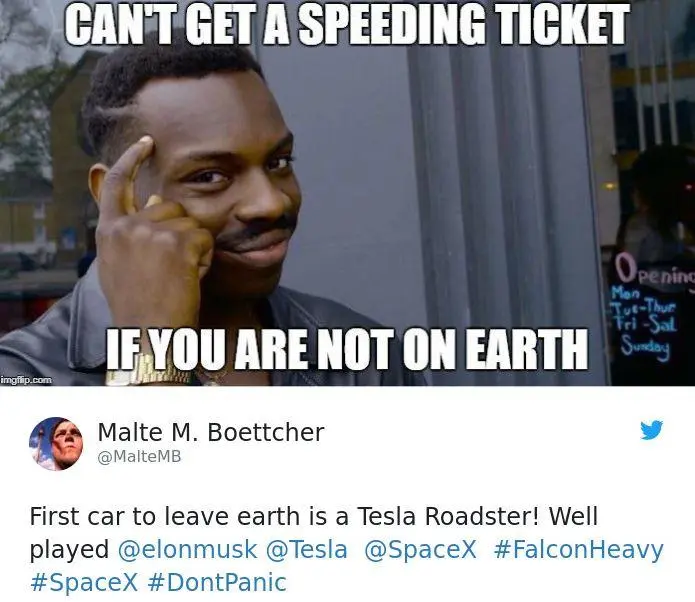 CAN'T GET A SPEEDING TICKET
Opening
Mon
Tue-Thur
Fri-Sat
Sunday
IF YOU ARE NOT ON EARTH
imgflip.com
Malte M. Boettcher
@MalteMB
First car to leave earth is a Tesla Roadster! Well
played @elonmusk @Tesla @SpaceX #FalconHeavy
#SpaceX #DontPanic